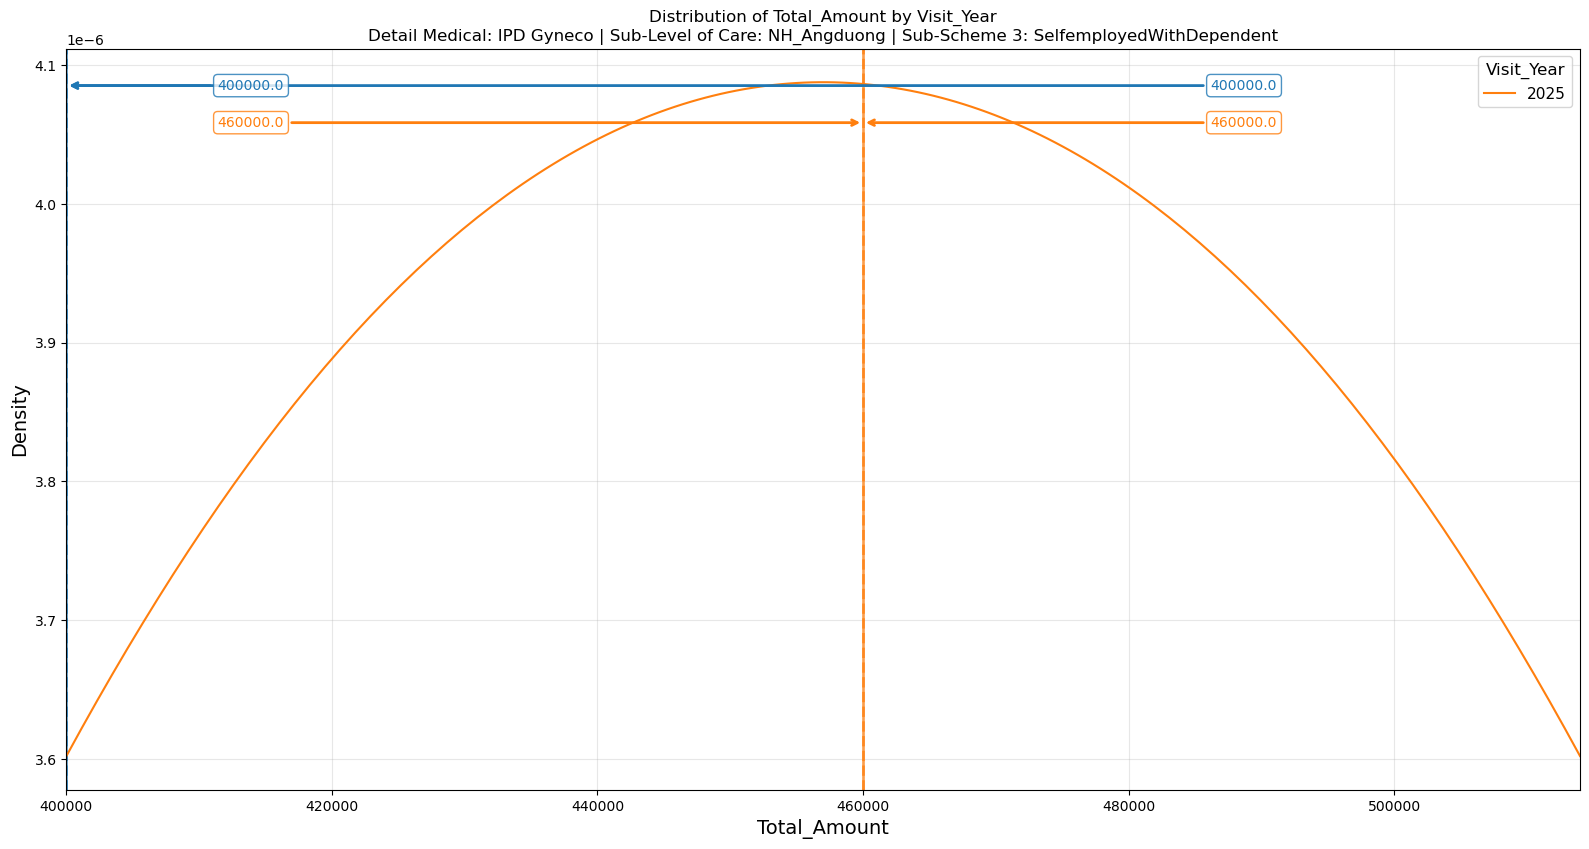 Distribution of Total_Amount by Visit_Year
Detail Medical: IPD Gyneco | Sub-Level of Care: NH_Angduong | Sub-Scheme 3: SelfemployedWithDependent
1e−6
4.1
4.0
3.9
3.8
3.7
3.6
Density
400000.0
400000.0
460000.0
460000.0
Visit_Year
2025
400000
420000
440000
460000
480000
500000
Total_Amount